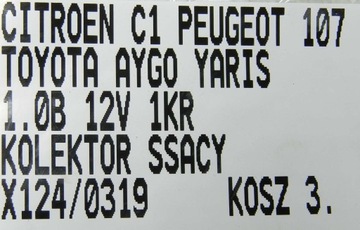 CITROEN C1 PEUGEOT 107
TOYOTA AYGO YARIS
1.0B 12V 1KR
KOLEKTOR SSACY
X124/0319 KOSZ 3.